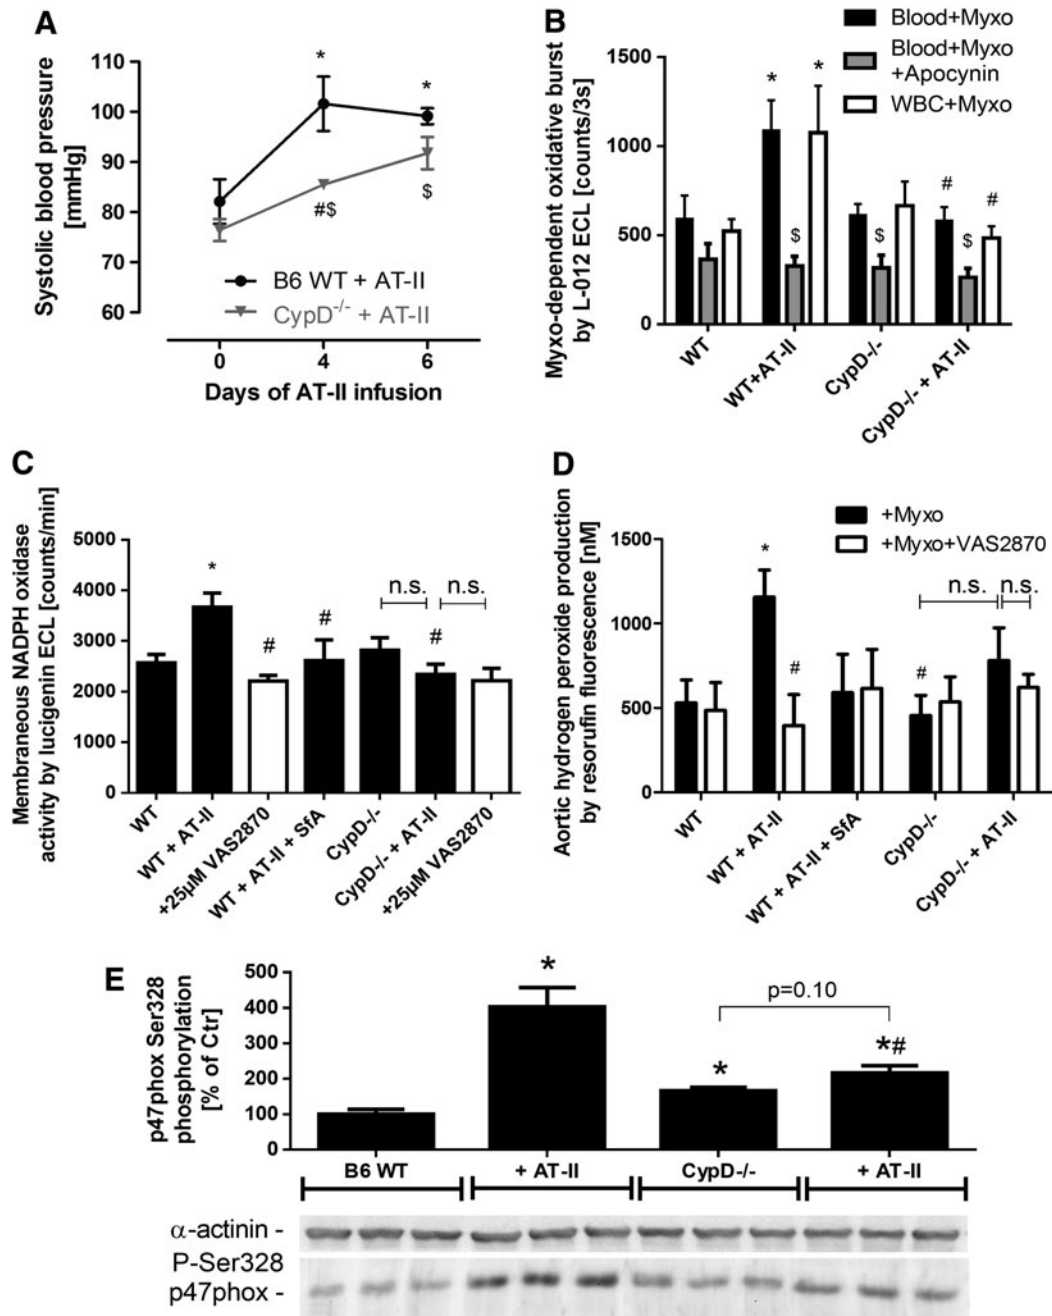 A
Systolic blood pressure
[mmHg]
110
100
90
80
70
60
*
*
#$
$
B6 WT + AT-II
CypD-/- + AT-II
0
4
6
Days of AT-II infusion
B
Myxo-dependent oxidative burst
by L-012 ECL [counts/3s]
1500
1000
500
0
Blood+Myxo
Blood+Myxo
+Apocynin
WBC+Myxo
*
*
$
$
#
$
#
WT
WT+AT-II
CypD-/-
CypD-/- + AT-II
C
Membraneous NADPH oxidase
activity by lucigenin ECL [counts/min]
5000
4000
3000
2000
1000
0
*
#
#
n.s.
#
n.s.
WT
WT + AT-II
+25µM VAS2870
WT + AT-II + SfA
CypD-/-
CypD-/- + AT-II
+25µM VAS2870
D
Aortic hydrogen peroxide production
by resorufin fluorescence [nM]
1500
1000
500
0
+Myxo
+Myxo+VAS2870
*
#
#
n.s.
n.s.
WT
WT + AT-II
WT + AT-II + SfA
CypD-/-
CypD-/- + AT-II
E
p47phox Ser328
phosphorylation
[% of Ctr]
500
400
300
200
100
0
*
*
p=0.10
*#
B6 WT
+ AT-II
CypD-/-
+ AT-II
α-actinin -
P-Ser328
p47phox -